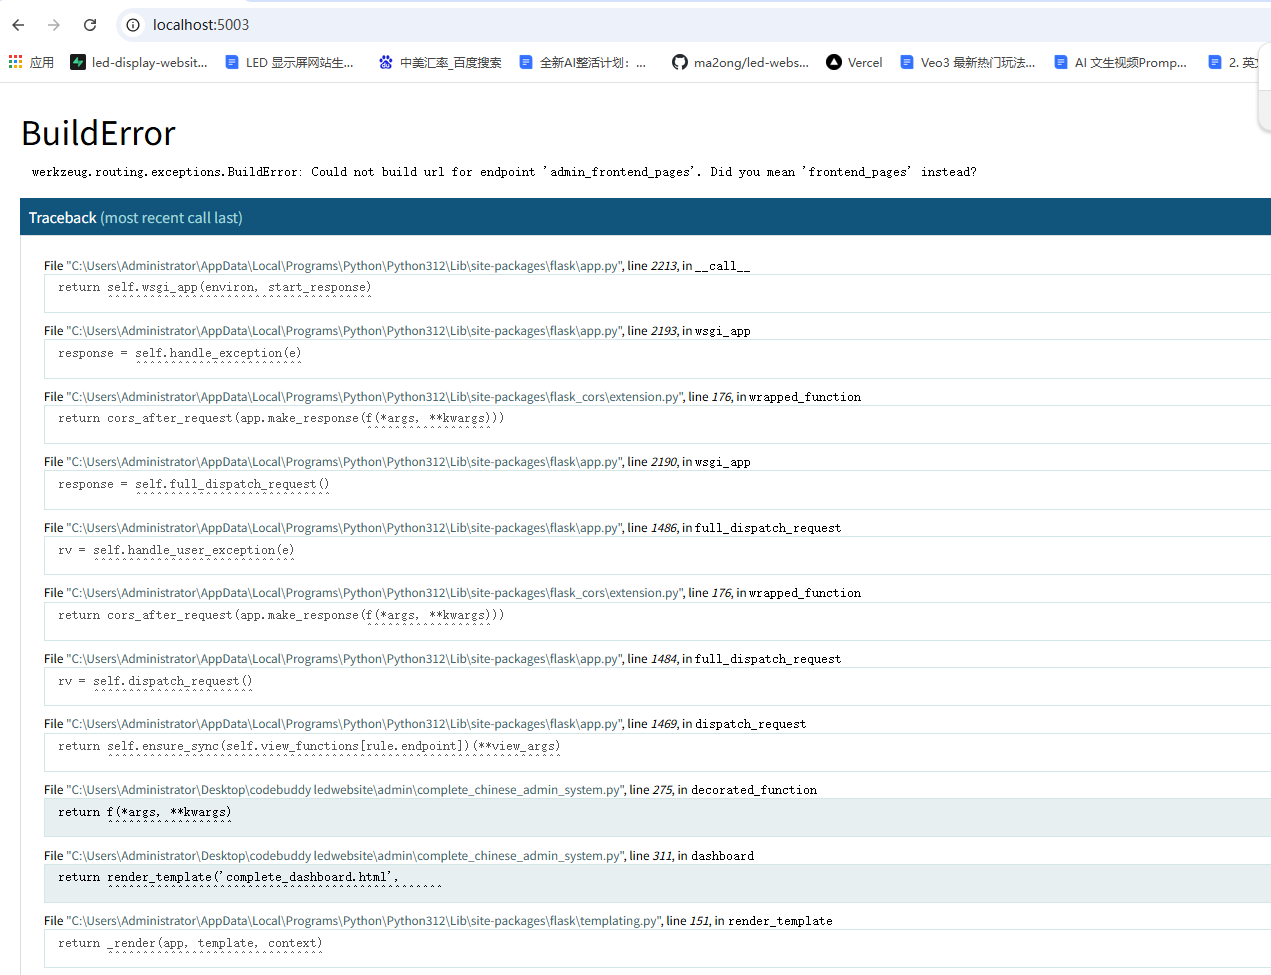 localhost:5003
应用 led-display-websit... LED 显示屏网站生... 中美汇率_百度搜索 全新AI整活计划：... ma2ong/led-webs... Vercel Veo3 最新热门玩法... AI 文生视频Promp... 2. 英文
BuildError
werkzeug.routing.exceptions.BuildError: Could not build url for endpoint 'admin_frontend_pages'. Did you mean 'frontend_pages' instead?
Traceback (most recent call last)
File "C:\Users\Administrator\AppData\Local\Programs\Python\Python312\Lib\site-packages\flask\app.py", line 2213, in __call__
return self.wsgi_app(environ, start_response)
File "C:\Users\Administrator\AppData\Local\Programs\Python\Python312\Lib\site-packages\flask\app.py", line 2193, in wsgi_app
response = self.handle_exception(e)
File "C:\Users\Administrator\AppData\Local\Programs\Python\Python312\Lib\site-packages\flask_cors\extension.py", line 176, in wrapped_function
return cors_after_request(app.make_response(f(*args, **kwargs)))
File "C:\Users\Administrator\AppData\Local\Programs\Python\Python312\Lib\site-packages\flask\app.py", line 2190, in wsgi_app
response = self.full_dispatch_request()
File "C:\Users\Administrator\AppData\Local\Programs\Python\Python312\Lib\site-packages\flask\app.py", line 1486, in full_dispatch_request
rv = self.handle_user_exception(e)
File "C:\Users\Administrator\AppData\Local\Programs\Python\Python312\Lib\site-packages\flask_cors\extension.py", line 176, in wrapped_function
return cors_after_request(app.make_response(f(*args, **kwargs)))
File "C:\Users\Administrator\AppData\Local\Programs\Python\Python312\Lib\site-packages\flask\app.py", line 1484, in full_dispatch_request
rv = self.dispatch_request()
File "C:\Users\Administrator\AppData\Local\Programs\Python\Python312\Lib\site-packages\flask\app.py", line 1469, in dispatch_request
return self.ensure_sync(self.view_functions[rule.endpoint])(**view_args)
File "C:\Users\Administrator\Desktop\codebuddy ledwebsite\admin\complete_chinese_admin_system.py", line 275, in decorated_function
return f(*args, **kwargs)
File "C:\Users\Administrator\Desktop\codebuddy ledwebsite\admin\complete_chinese_admin_system.py", line 311, in dashboard
return render_template('complete_dashboard.html',
File "C:\Users\Administrator\AppData\Local\Programs\Python\Python312\Lib\site-packages\flask\templating.py", line 151, in render_template
return _render(app, template, context)